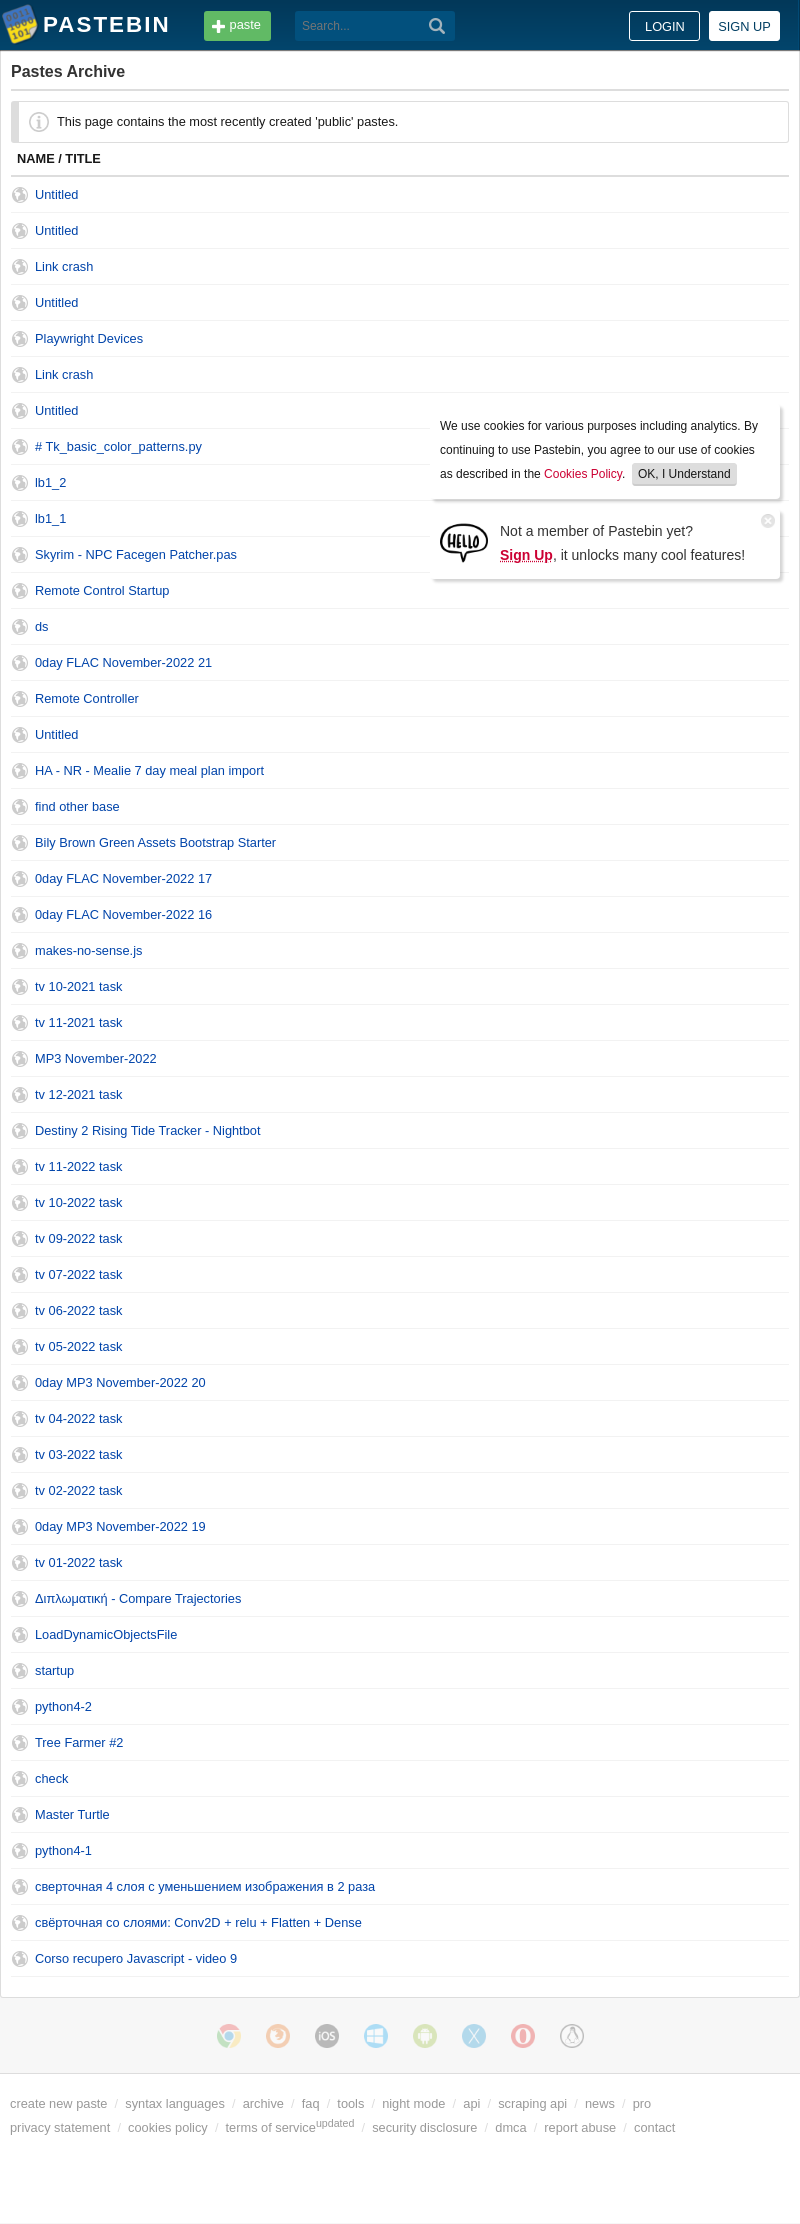 PASTEBIN
paste
Search...
LOGIN
SIGN UP
Pastes Archive
This page contains the most recently created 'public' pastes.
NAME / TITLE
Untitled
Untitled
Link crash
Untitled
Playwright Devices
Link crash
Untitled
# Tk_basic_color_patterns.py
lb1_2
lb1_1
Skyrim - NPC Facegen Patcher.pas
We use cookies for various purposes including analytics. By
continuing to use Pastebin, you agree to our use of cookies
as described in the Cookies Policy. OK, I Understand
HELLO
Not a member of Pastebin yet?
Sign Up, it unlocks many cool features!
Remote Control Startup
ds
0day FLAC November-2022 21
Remote Controller
Untitled
HA - NR - Mealie 7 day meal plan import
find other base
Bily Brown Green Assets Bootstrap Starter
0day FLAC November-2022 17
0day FLAC November-2022 16
makes-no-sense.js
tv 10-2021 task
tv 11-2021 task
MP3 November-2022
tv 12-2021 task
Destiny 2 Rising Tide Tracker - Nightbot
tv 11-2022 task
tv 10-2022 task
tv 09-2022 task
tv 07-2022 task
tv 06-2022 task
tv 05-2022 task
0day MP3 November-2022 20
tv 04-2022 task
tv 03-2022 task
tv 02-2022 task
0day MP3 November-2022 19
tv 01-2022 task
Διπλωματική - Compare Trajectories
LoadDynamicObjectsFile
startup
python4-2
Tree Farmer #2
check
Master Turtle
python4-1
сверточная 4 слоя с уменьшением изображения в 2 раза
свёрточная со слоями: Conv2D + relu + Flatten + Dense
Corso recupero Javascript - video 9
iOS
create new paste / syntax languages / archive / faq / tools / night mode / api / scraping api / news / pro
privacy statement / cookies policy / terms of service updated / security disclosure / dmca / report abuse / contact